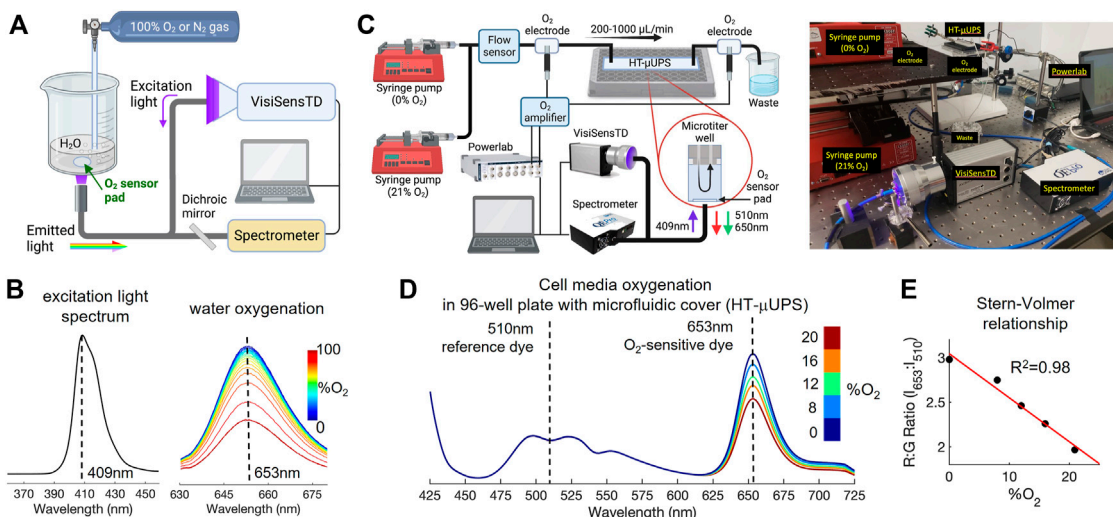 A
100% O2 or N2 gas
Excitation
light
VisiSensTD
H2O
O2 sensor
pad
Dichroic
mirror
Emitted
light
Spectrometer
B
excitation light
spectrum
409nm
370 390 410 430 450
Wavelength (nm)
water oxygenation
100
%O2
0
653nm
630 645 660 675
Wavelength (nm)
C
Syringe pump
(0% O2)
Flow
sensor
O2
electrode
200-1000 µL/min
HT-µUPS
O2
electrode
Waste
O2
amplifier
Syringe pump
(21% O2)
Powerlab
VisiSensTD
Spectrometer
Microtiter
well
O2
sensor
pad
409nm
510nm
650nm
HT-µUPS
Syringe pump
(0% O2)
O2
electrode
O2
electrode
Powerlab
Waste
Syringe pump
(21% O2)
VisiSensTD
Spectrometer
D
Cell media oxygenation
in 96-well plate with microfluidic cover (HT-µUPS)
510nm
reference dye
653nm
O2-sensitive dye
20
16
12
8
0
%O2
425 450 475 500 525 550 575 600 625 650 675 700 725
Wavelength (nm)
E
Stern-Volmer
relationship
R:G Ratio (I653:I510)
R2=0.98
3
2.5
2
0 10 20
%O2